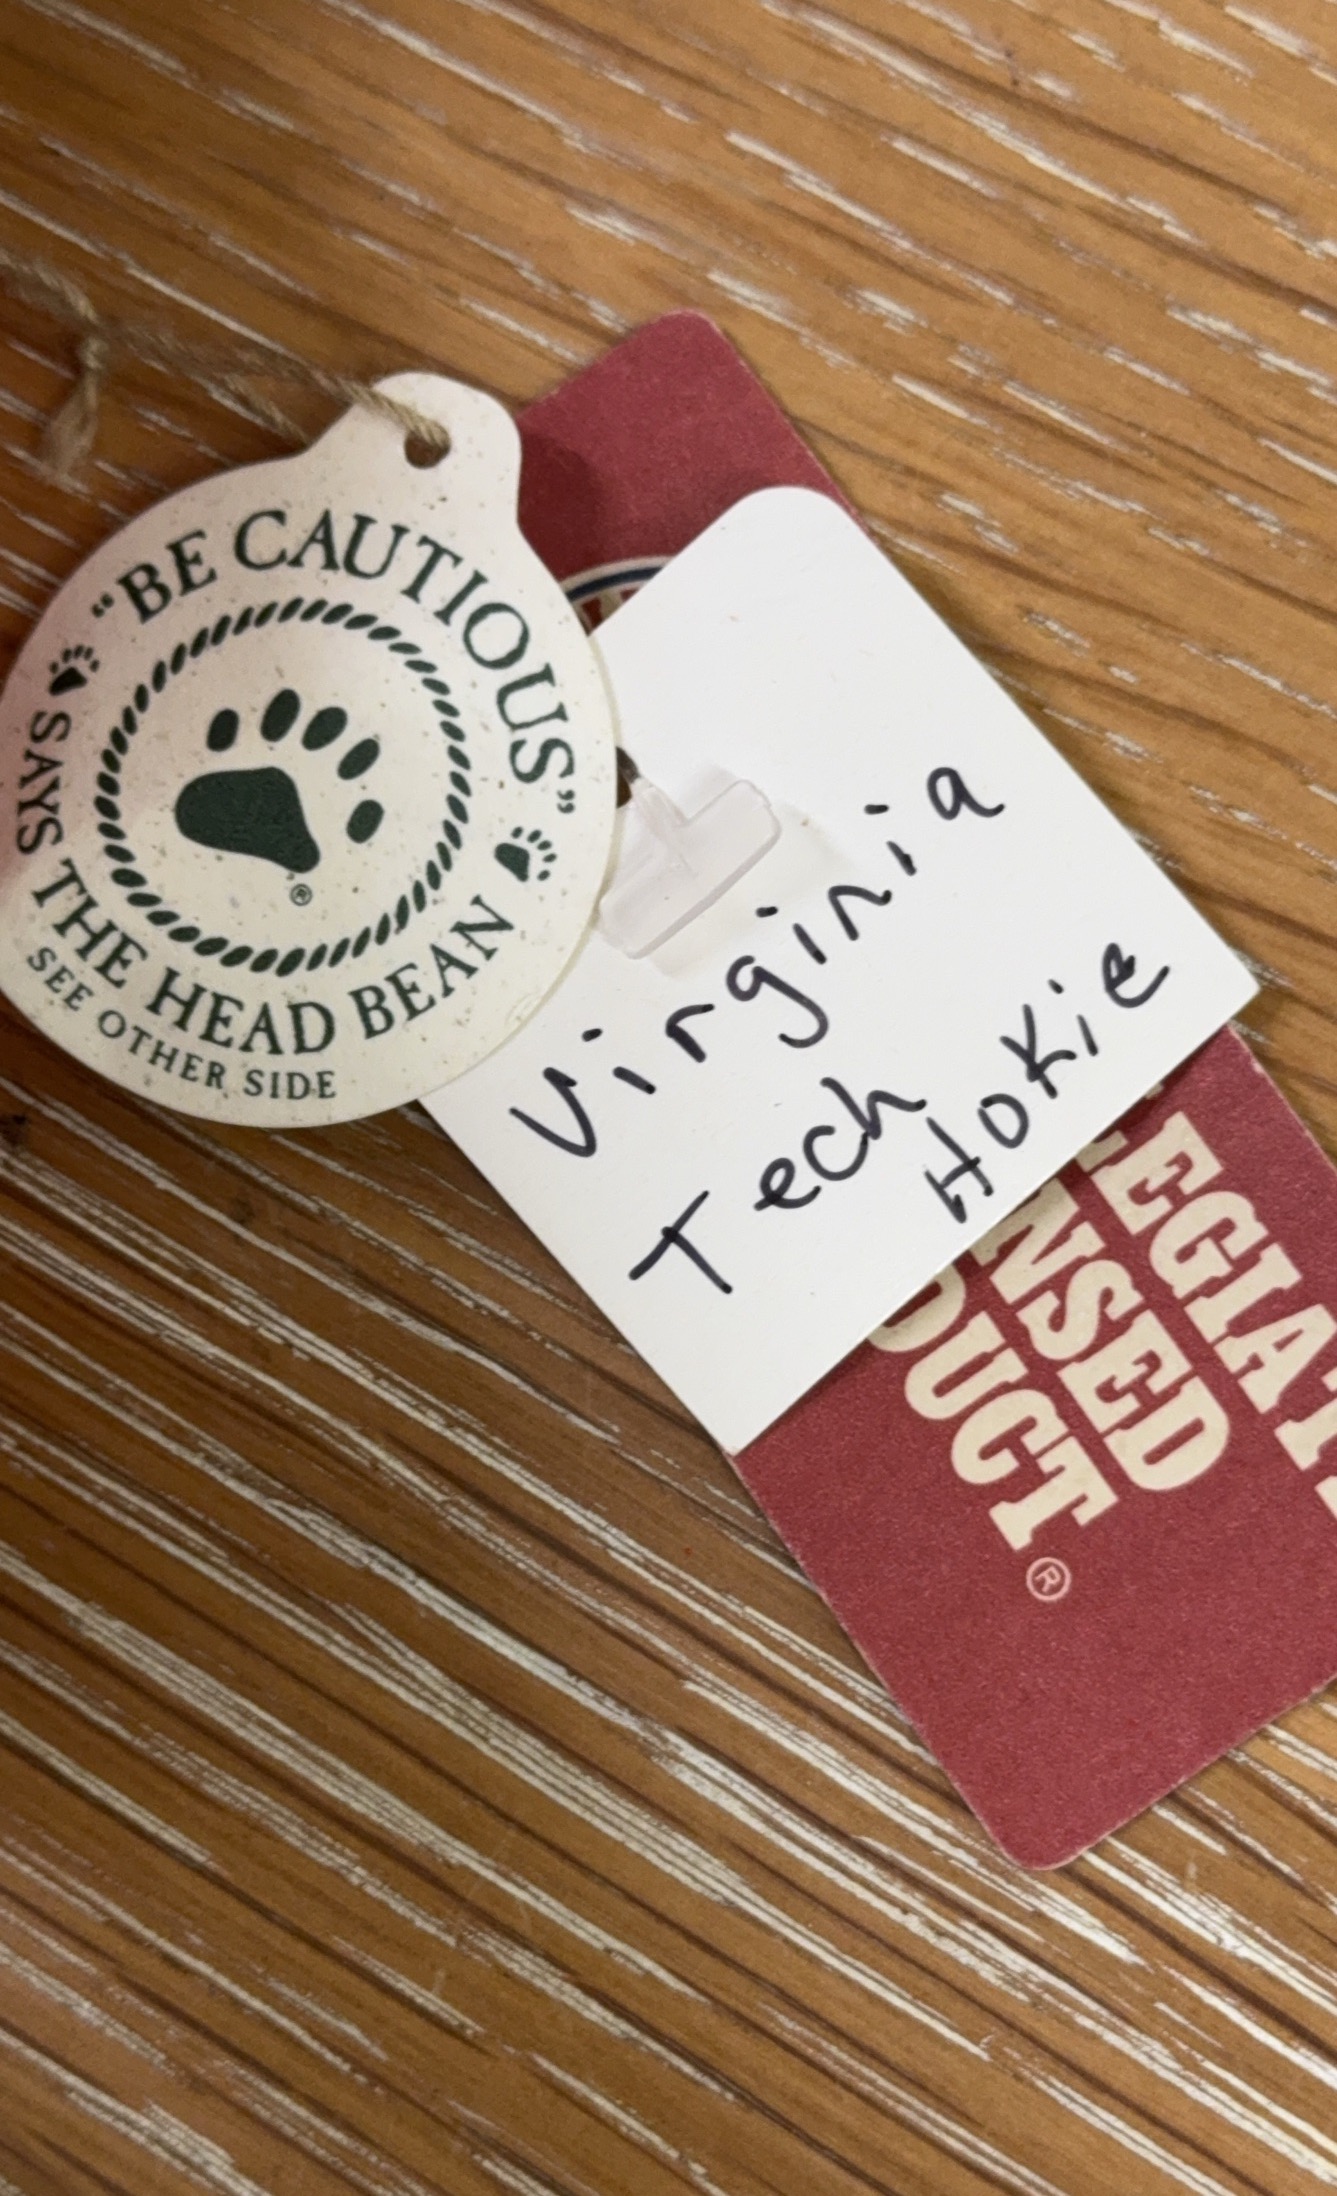 "BE CAUTIOUS"
SAYS THE HEAD BEAN
SEE OTHER SIDE
®
Virginia
Tech
Hokie
®